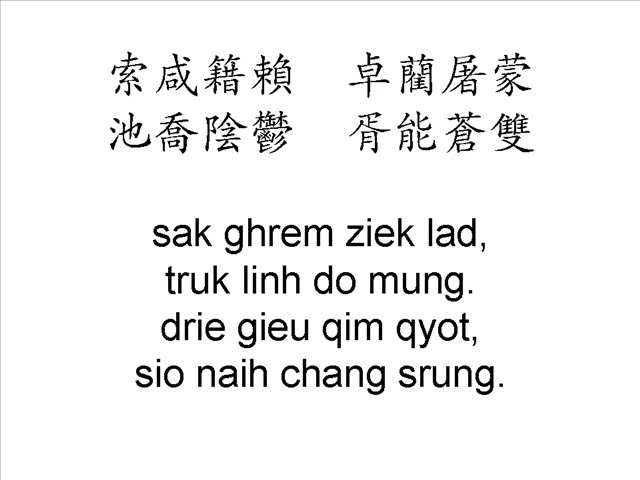 索咸籍賴 卓藺屠蒙
池喬陰鬱 胥能蒼雙
sak ghrem ziek lad,
truk linh do mung.
drie gieu qim qyot,
sio naih chang srung.